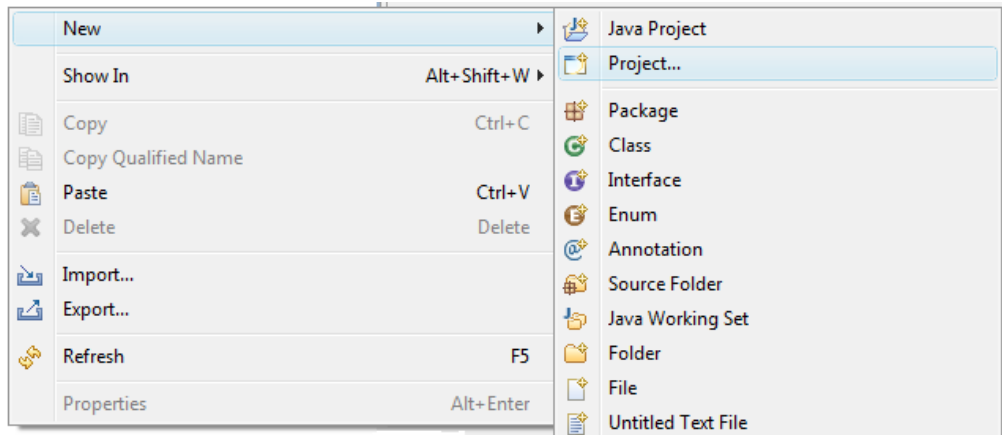 New
Show In Alt+Shift+W
Copy Ctrl+C
Copy Qualified Name
Paste Ctrl+V
Delete Delete
Import...
Export...
Refresh F5
Properties Alt+Enter
Java Project
Project...
Package
Class
Interface
Enum
Annotation
Source Folder
Java Working Set
Folder
File
Untitled Text File